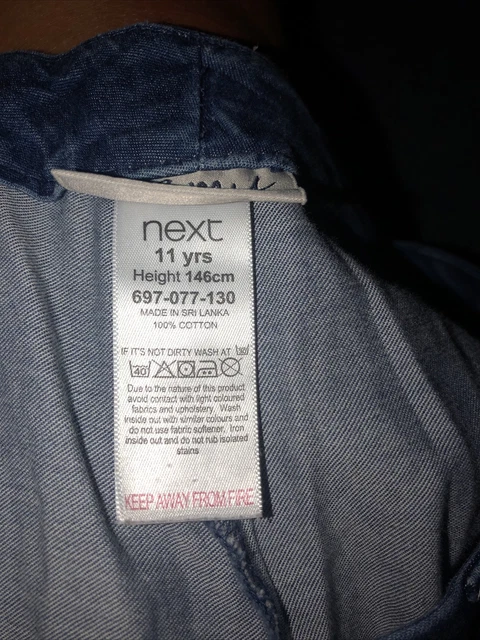 next
11 yrs
Height 146cm
697-077-130
MADE IN SRI LANKA
100% COTTON
IF IT'S NOT DIRTY WASH AT 30
40
Due to the nature of this product
avoid contact with light coloured
fabrics and upholstery. Wash
inside out with similar colours and
do not use fabric softener. Iron
inside out and do not rub isolated
stains
KEEP AWAY FROM FIRE